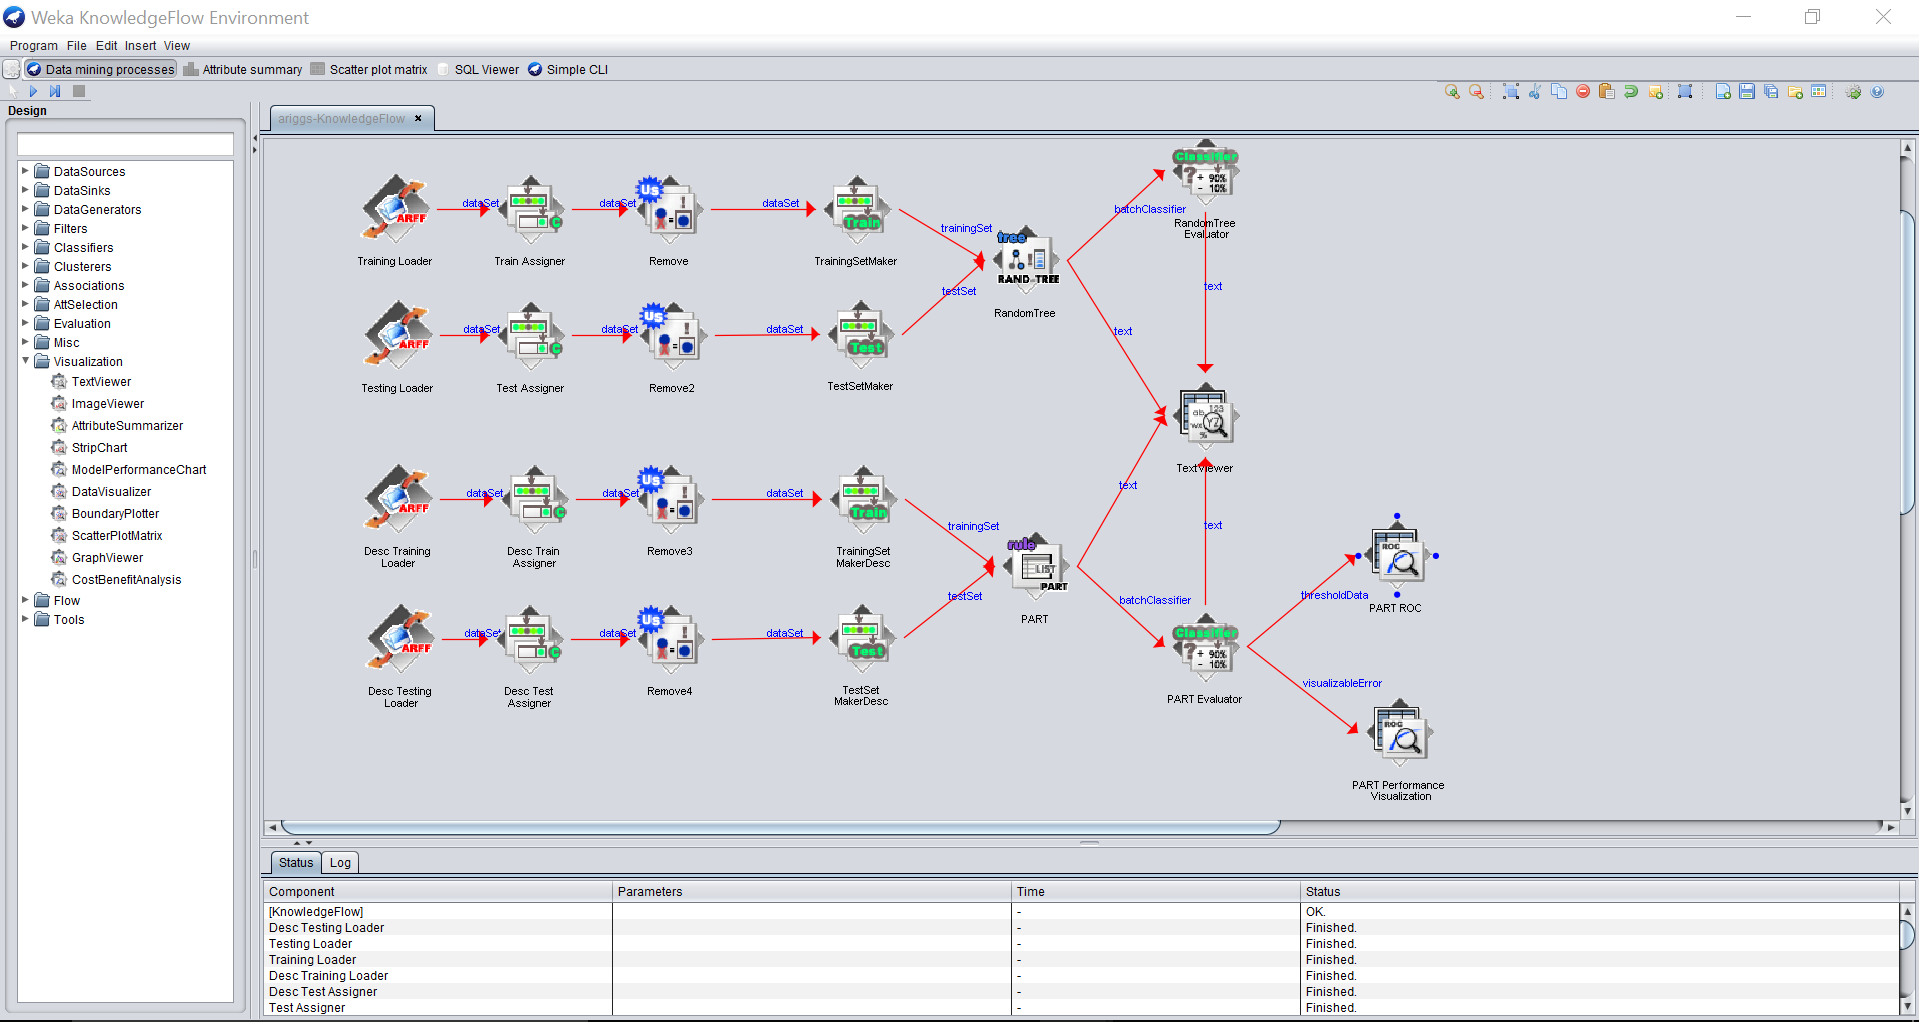 Weka KnowledgeFlow Environment
Program File Edit Insert View
Data mining processes Attribute summary Scatter plot matrix SQL Viewer Simple CLI
Design
ariggs-KnowledgeFlow
DataSources
DataSinks
DataGenerators
Filters
Classifiers
Clusterers
Associations
AttSelection
Evaluation
Misc
Visualization
TextViewer
ImageViewer
AttributeSummarizer
StripChart
ModelPerformanceChart
DataVisualizer
BoundaryPlotter
ScatterPlotMatrix
GraphViewer
CostBenefitAnalysis
Flow
Tools
ARFF
dataSet
C
dataSet
Us
dataSet
Train
trainingSet
Training Loader
Train Assigner
Remove
TrainingSetMaker
ARFF
dataSet
C
dataSet
Us
dataSet
Test
testSet
Testing Loader
Test Assigner
Remove2
TestSetMaker
tree
RAND_TREE
RandomTree
batchClassifier
text
Classifier
? + 90%
- 10%
RandomTree
Evaluator
text
ab 123
TextViewer
ARFF
dataSet
C
dataSet
Us
dataSet
Train
trainingSet
Desc Training
Loader
Desc Train
Assigner
Remove3
TrainingSet
MakerDesc
ARFF
dataSet
C
dataSet
Us
dataSet
Test
testSet
Desc Testing
Loader
Desc Test
Assigner
Remove4
TestSet
MakerDesc
rule
LIST
PART
PART
text
batchClassifier
text
Classifier
? + 90%
- 10%
PART Evaluator
thresholdData
ROC
PART ROC
visualizableError
ROC
PART Performance
Visualization
Status Log
Component Parameters Time Status
[KnowledgeFlow] - OK.
Desc Testing Loader - Finished.
Testing Loader - Finished.
Training Loader - Finished.
Desc Training Loader - Finished.
Desc Test Assigner - Finished.
Test Assigner - Finished.